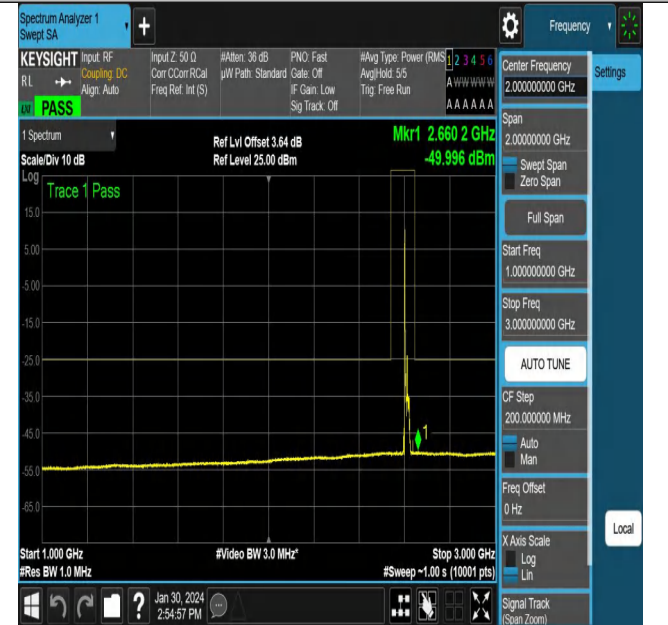 Spectrum Analyzer 1
Swept SA
+
Frequency
KEYSIGHT
RL
LXI
PASS
Input: RF
Coupling: DC
Align: Auto
Input Z: 50 Ω
Corr CCorr RCal
Freq Ref: Int (S)
#Atten: 36 dB
µW Path: Standard
PNO: Fast
Gate: Off
IF Gain: Low
Sig Track: Off
#Avg Type: Power (RMS
Avg|Hold: 5/5
Trig: Free Run
1 2 3 4 5 6
A W W W W W
A A A A A A
1 Spectrum
Scale/Div 10 dB
Ref Lvl Offset 3.64 dB
Ref Level 25.00 dBm
Mkr1 2.660 2 GHz
-49.996 dBm
Log
Trace 1 Pass
15.0
5.00
-5.00
-15.0
-25.0
-35.0
-45.0
-55.0
-65.0
1
Start 1.000 GHz
#Res BW 1.0 MHz
#Video BW 3.0 MHz*
Stop 3.000 GHz
#Sweep ~1.00 s (10001 pts)
Center Frequency
2.000000000 GHz
Settings
Span
2.00000000 GHz
Swept Span
Zero Span
Full Span
Start Freq
1.000000000 GHz
Stop Freq
3.000000000 GHz
AUTO TUNE
CF Step
200.000000 MHz
Auto
Man
Freq Offset
0 Hz
X Axis Scale
Log
Lin
Local
Signal Track
(Span Zoom)
?
Jan 30, 2024
2:54:57 PM